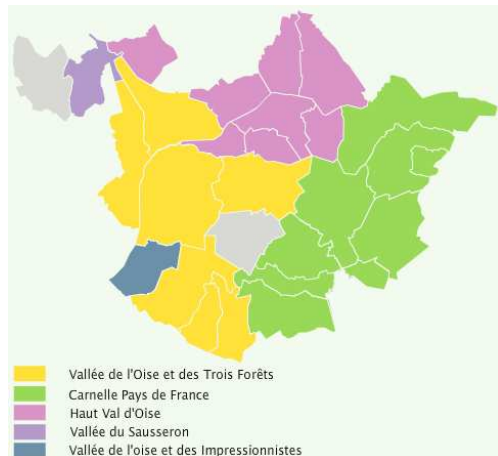 Vallée de l'Oise et des Trois Forêts
Carnelle Pays de France
Haut Val d'Oise
Vallée du Sausseron
Vallée de l'oise et des Impressionnistes